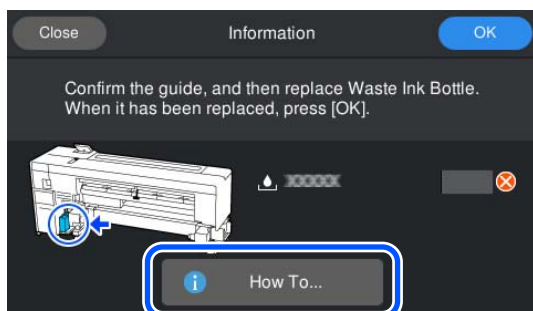 Close
Information
OK
Confirm the guide, and then replace Waste Ink Bottle.
When it has been replaced, press [OK].
XXXXX
How To...